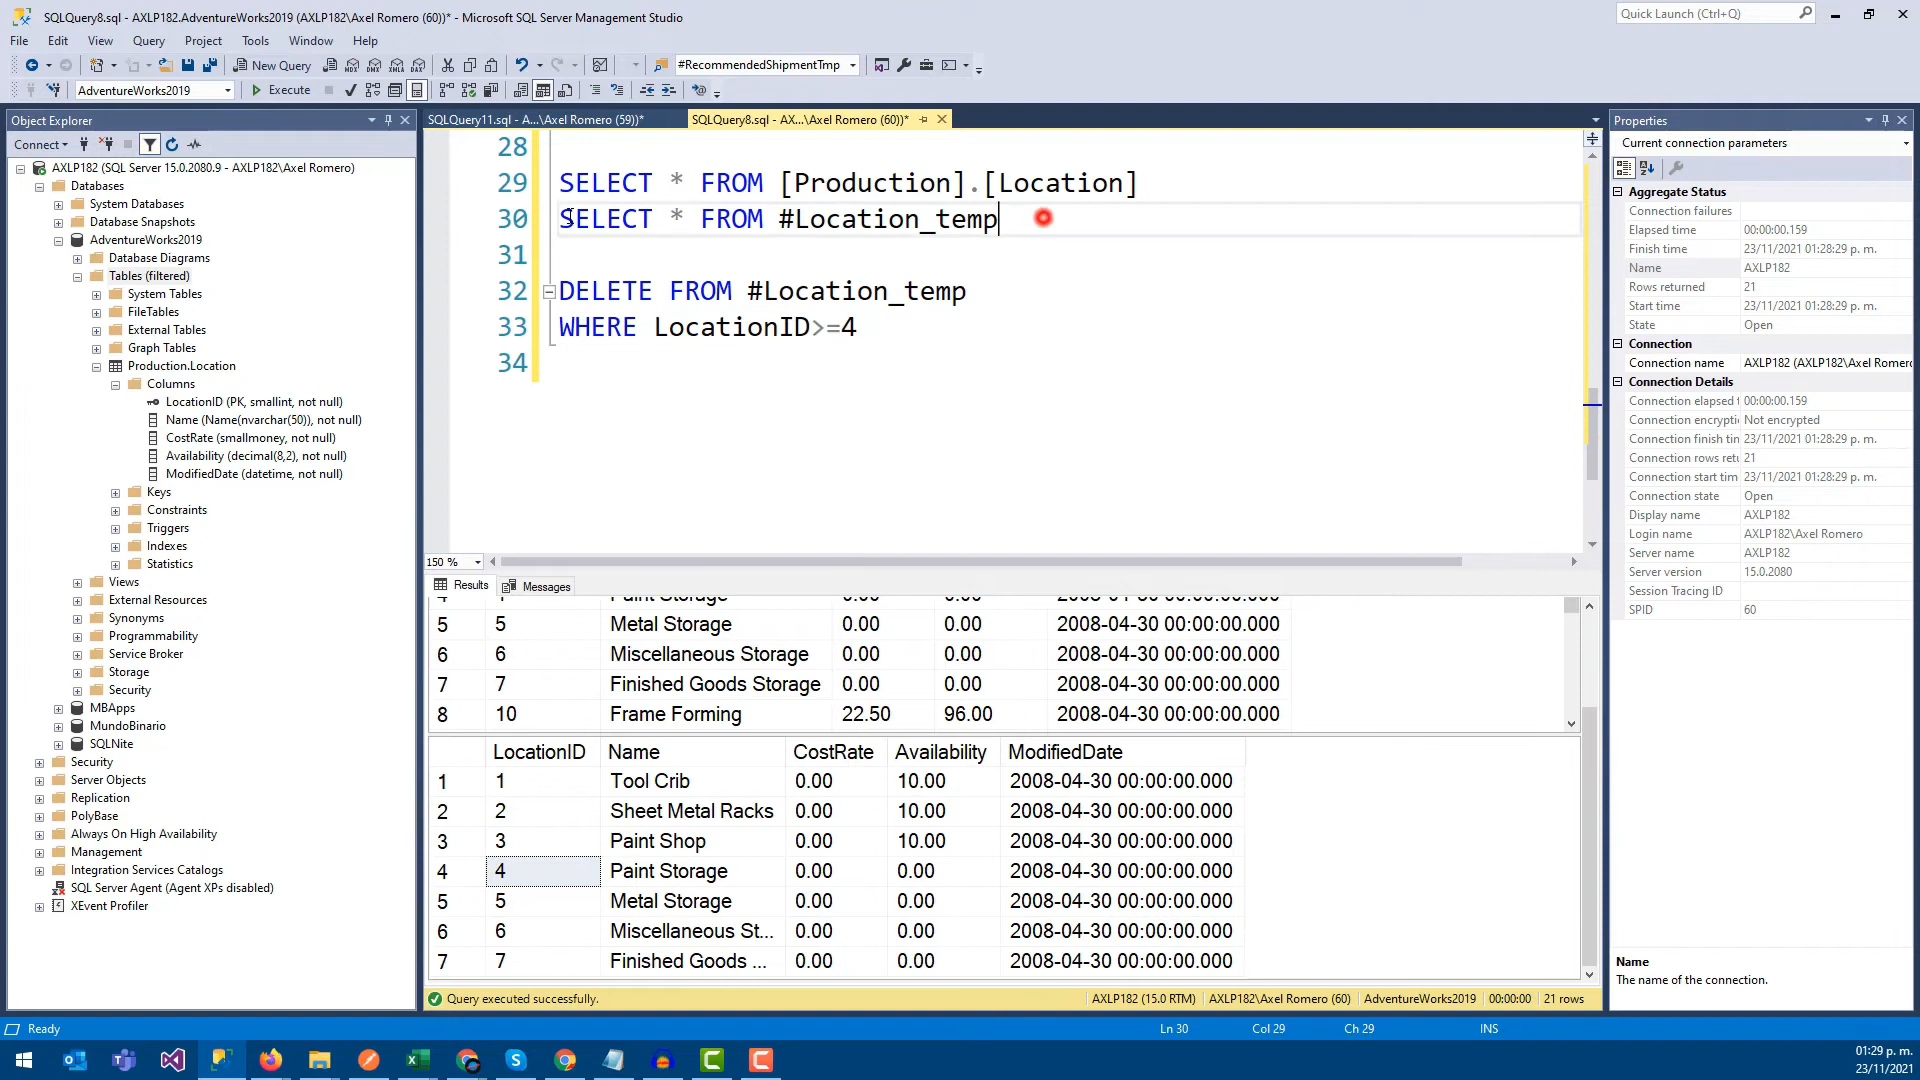 SQLQuery8.sql - AXLP182.AdventureWorks2019 (AXLP182\Axel Romero (60))* - Microsoft SQL Server Management Studio
Quick Launch (Ctrl+Q)
File Edit View Query Project Tools Window Help
New Query
MDX DMX XMLA DAX
#RecommendedShipmentTmp
AdventureWorks2019
Execute
Object Explorer
Connect
AXLP182 (SQL Server 15.0.2080.9 - AXLP182\Axel Romero)
Databases
System Databases
Database Snapshots
AdventureWorks2019
Database Diagrams
Tables (filtered)
System Tables
FileTables
External Tables
Graph Tables
Production.Location
Columns
LocationID (PK, smallint, not null)
Name (Name(nvarchar(50)), not null)
CostRate (smallmoney, not null)
Availability (decimal(8,2), not null)
ModifiedDate (datetime, not null)
Keys
Constraints
Triggers
Indexes
Statistics
Views
External Resources
Synonyms
Programmability
Service Broker
Storage
Security
MBApps
MundoBinario
SQLNite
Security
Server Objects
Replication
PolyBase
Always On High Availability
Management
Integration Services Catalogs
SQL Server Agent (Agent XPs disabled)
XEvent Profiler
SQLQuery11.sql - A...\Axel Romero (59))*
SQLQuery8.sql - AX...\Axel Romero (60))*
28
29 SELECT * FROM [Production].[Location]
30 SELECT * FROM #Location_temp
31
32 DELETE FROM #Location_temp
33 WHERE LocationID>=4
34
150 %
Results Messages
5 5 Metal Storage 0.00 0.00 2008-04-30 00:00:00.000
6 6 Miscellaneous Storage 0.00 0.00 2008-04-30 00:00:00.000
7 7 Finished Goods Storage 0.00 0.00 2008-04-30 00:00:00.000
8 10 Frame Forming 22.50 96.00 2008-04-30 00:00:00.000
LocationID Name CostRate Availability ModifiedDate
1 1 Tool Crib 0.00 10.00 2008-04-30 00:00:00.000
2 2 Sheet Metal Racks 0.00 10.00 2008-04-30 00:00:00.000
3 3 Paint Shop 0.00 10.00 2008-04-30 00:00:00.000
4 4 Paint Storage 0.00 0.00 2008-04-30 00:00:00.000
5 5 Metal Storage 0.00 0.00 2008-04-30 00:00:00.000
6 6 Miscellaneous St... 0.00 0.00 2008-04-30 00:00:00.000
7 7 Finished Goods ... 0.00 0.00 2008-04-30 00:00:00.000
Query executed successfully. AXLP182 (15.0 RTM) AXLP182\Axel Romero (60) AdventureWorks2019 00:00:00 21 rows
Properties
Current connection parameters
Aggregate Status
Connection failures
Elapsed time 00:00:00.159
Finish time 23/11/2021 01:28:29 p. m.
Name AXLP182
Rows returned 21
Start time 23/11/2021 01:28:29 p. m.
State Open
Connection
Connection name AXLP182 (AXLP182\Axel Romero
Connection Details
Connection elapsed t 00:00:00.159
Connection encryptio Not encrypted
Connection finish tim 23/11/2021 01:28:29 p. m.
Connection rows retu 21
Connection start tim 23/11/2021 01:28:29 p. m.
Connection state Open
Display name AXLP182
Login name AXLP182\Axel Romero
Server name AXLP182
Server version 15.0.2080
Session Tracing ID
SPID 60
Name
The name of the connection.
Ready Ln 30 Col 29 Ch 29 INS
01:29 p. m.
23/11/2021